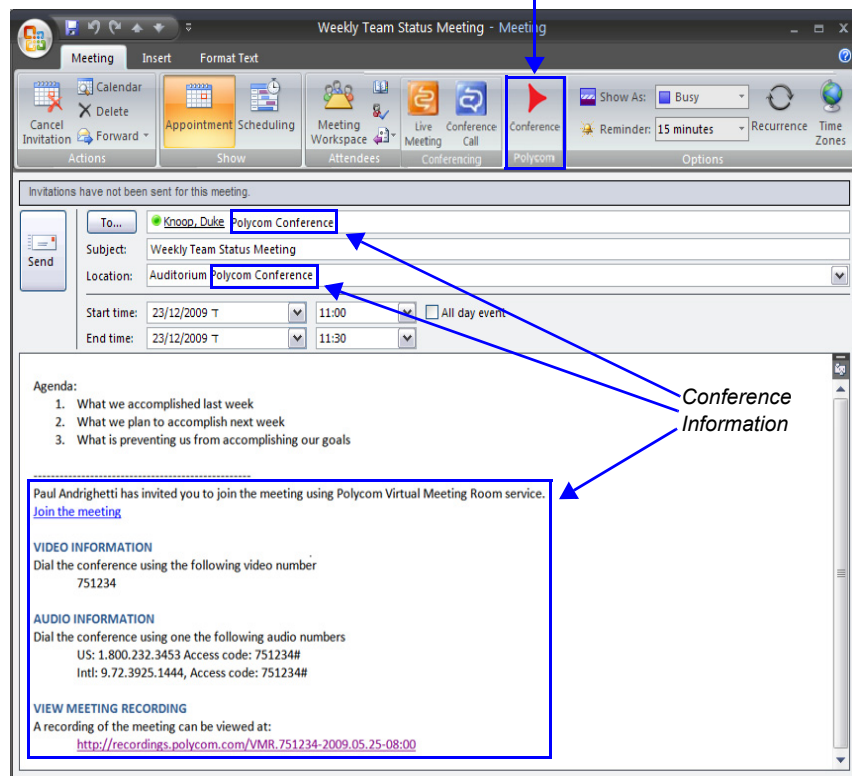 Weekly Team Status Meeting - Meeting
Meeting Insert Format Text
Cancel Invitation
Calendar
Delete
Forward
Actions
Appointment
Scheduling
Show
Meeting Workspace
Attendees
Live Meeting
Conference Call
Conferencing
Conference
Polycom
Show As: Busy
Reminder: 15 minutes
Recurrence
Time Zones
Options
Invitations have not been sent for this meeting.
Send
To... Knoop, Duke Polycom Conference
Subject: Weekly Team Status Meeting
Location: Auditorium Polycom Conference
Start time: 23/12/2009 ד 11:00 All day event
End time: 23/12/2009 ד 11:30
Agenda:
1. What we accomplished last week
2. What we plan to accomplish next week
3. What is preventing us from accomplishing our goals
--------------------------------------------------
Conference
Information
Paul Andrighetti has invited you to join the meeting using Polycom Virtual Meeting Room service.
Join the meeting
VIDEO INFORMATION
Dial the conference using the following video number
751234
AUDIO INFORMATION
Dial the conference using one the following audio numbers
US: 1.800.232.3453 Access code: 751234#
Intl: 9.72.3925.1444, Access code: 751234#
VIEW MEETING RECORDING
A recording of the meeting can be viewed at:
http://recordings.polycom.com/VMR.751234-2009.05.25-08:00